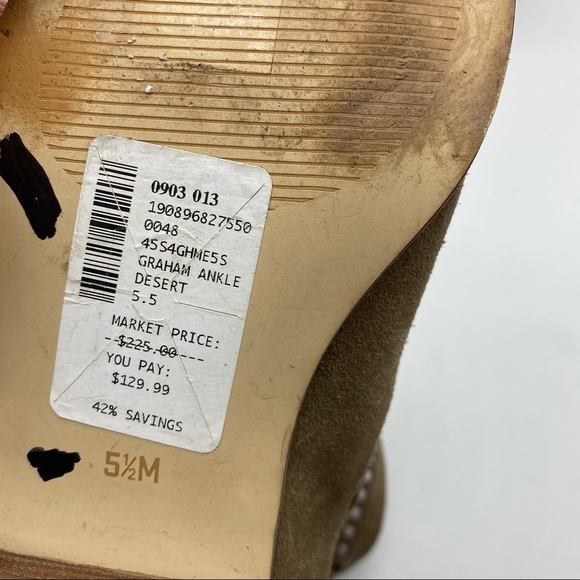 0903 013
190896827550
0048
45S4GHME5S
GRAHAM ANKLE
DESERT
5.5
MARKET PRICE:
--$225.00---
YOU PAY:
$129.99
42% SAVINGS
5½M